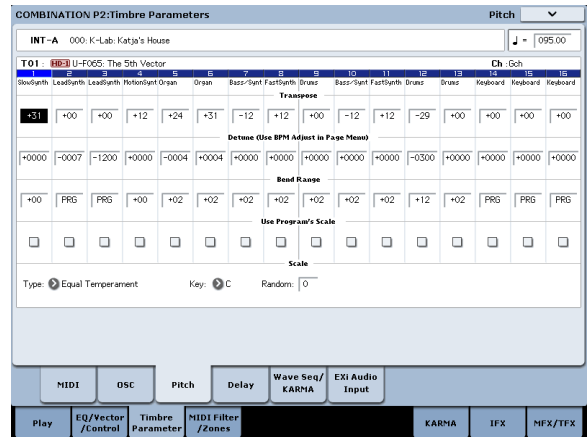 COMBINATION P2:Timbre Parameters Pitch
INT-A 000: K-Lab: Katja's House ♩ = 095.00
T01 : HD-1 U-F065: The 5th Vector Ch :Gch
1 2 3 4 5 6 7 8 9 10 11 12 13 14 15 16
SlowSynth LeadSynth LeadSynth MotionSynt Organ Organ Bass/Synt FastSynth Drums Bass/Synt FastSynth Drums Drums Keyboard Keyboard Keyboard
Transpose
+31 +00 +00 +12 +24 +31 -12 +12 +00 -12 +12 -29 +00 +00 +00 +00
Detune (Use BPM Adjust in Page Menu)
+0000 -0007 -1200 +0000 -0004 +0004 +0000 +0000 +0000 +0000 +0000 -0300 +0000 +0000 +0000 +0000
Bend Range
+00 PRG PRG +00 +02 +02 +02 +02 +02 +02 +02 +12 +02 PRG PRG PRG
Use Program's Scale
Scale
Type: Equal Temperament Key: C Random: 0
MIDI OSC Pitch Delay Wave Seq/ KARMA EXi Audio Input
Play EQ/Vector /Control Timbre Parameter MIDI Filter /Zones KARMA IFX MFX/TFX